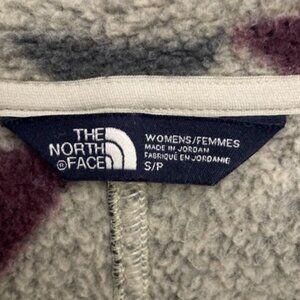 THE
NORTH
®FACE
WOMENS/FEMMES
MADE IN JORDAN
FABRIQUÉ EN JORDANIE
S/P